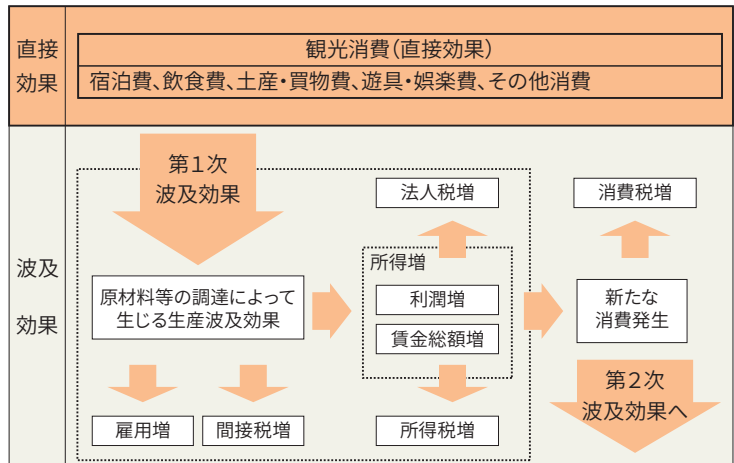 直接
効果
観光消費(直接効果)
宿泊費、飲食費、土産・買物費、遊具・娯楽費、その他消費
波及
効果
第1次
波及効果
法人税増
消費税増
所得増
原材料等の調達によって
生じる生産波及効果
利潤増
賃金総額増
新たな
消費発生
第2次
波及効果へ
雇用増
間接税増
所得税増